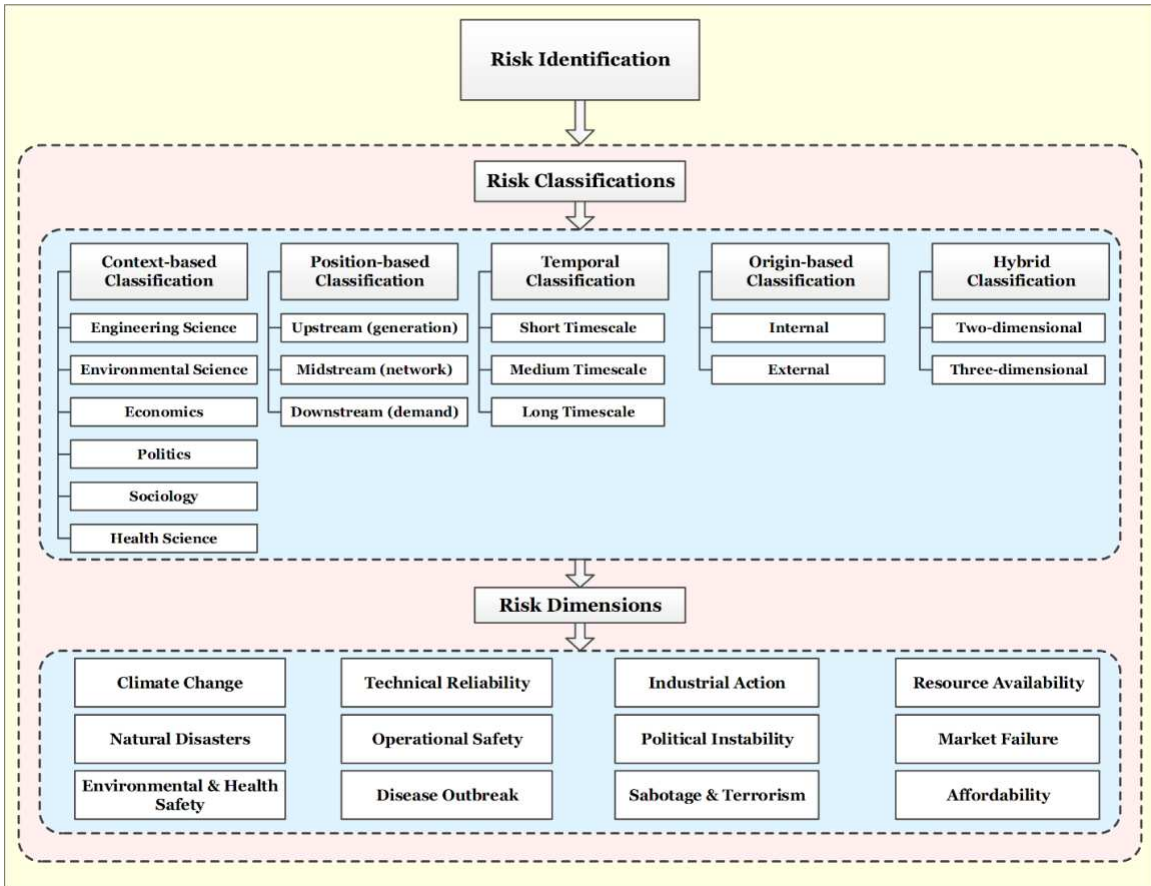 Risk Identification
Risk Classifications
Context-based
Classification
Engineering Science
Environmental Science
Economics
Politics
Sociology
Health Science
Position-based
Classification
Upstream (generation)
Midstream (network)
Downstream (demand)
Temporal
Classification
Short Timescale
Medium Timescale
Long Timescale
Origin-based
Classification
Internal
External
Hybrid
Classification
Two-dimensional
Three-dimensional
Risk Dimensions
Climate Change
Technical Reliability
Industrial Action
Resource Availability
Natural Disasters
Operational Safety
Political Instability
Market Failure
Environmental & Health
Safety
Disease Outbreak
Sabotage & Terrorism
Affordability